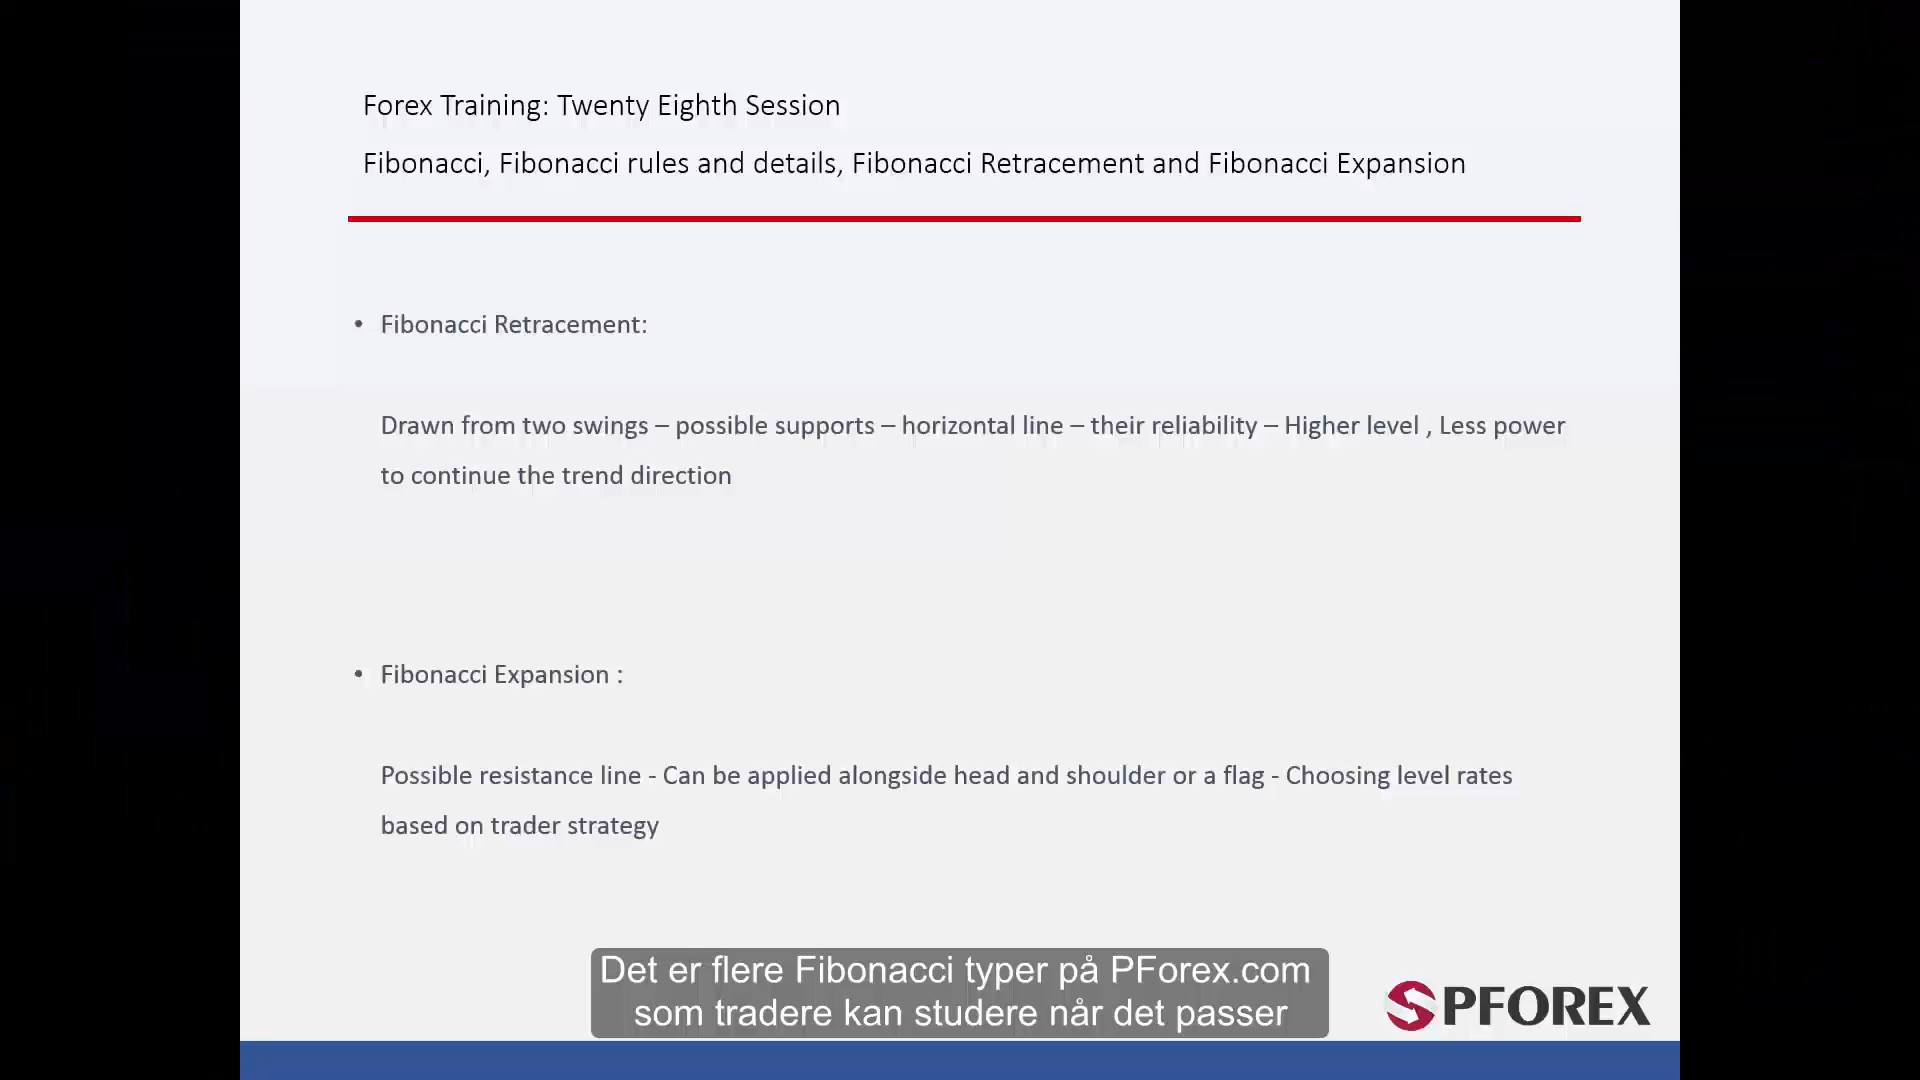 Forex Training: Twenty Eighth Session
Fibonacci, Fibonacci rules and details, Fibonacci Retracement and Fibonacci Expansion
• Fibonacci Retracement:
Drawn from two swings – possible supports – horizontal line – their reliability – Higher level , Less power
to continue the trend direction
• Fibonacci Expansion :
Possible resistance line - Can be applied alongside head and shoulder or a flag - Choosing level rates
based on trader strategy
Det er flere Fibonacci typer på PForex.com
som tradere kan studere når det passer
PFOREX